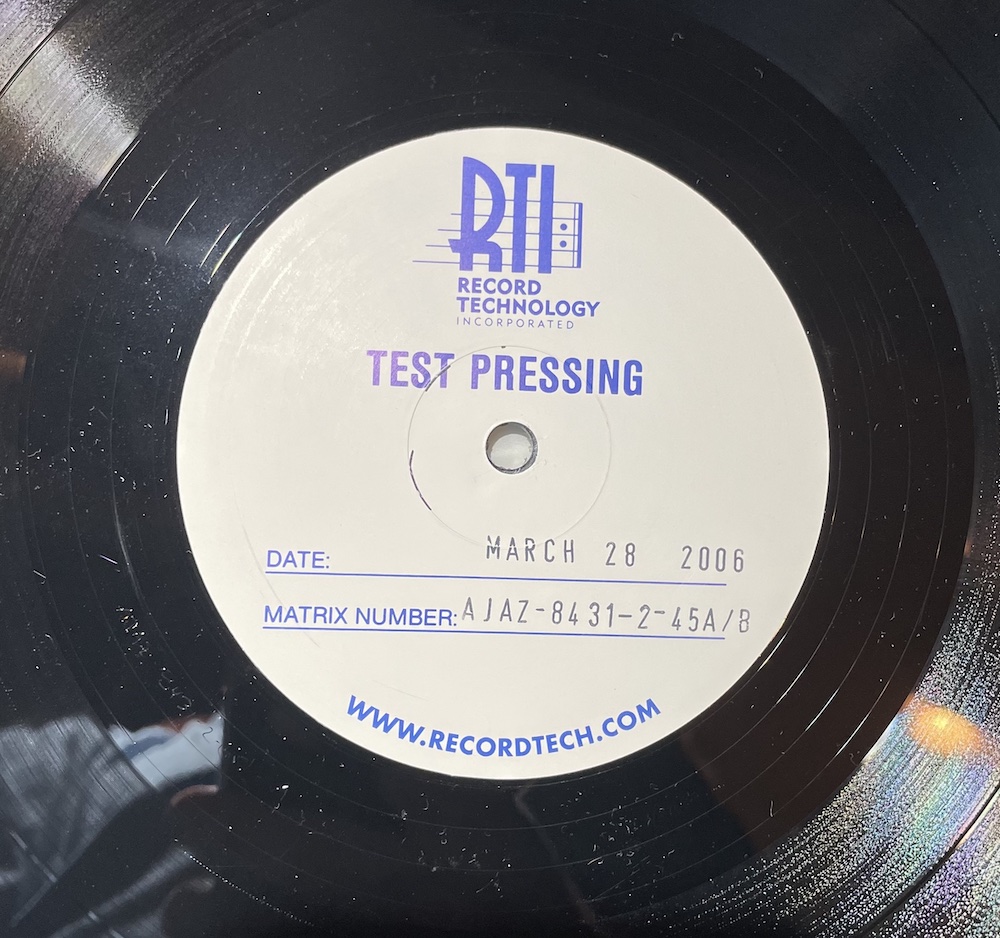 RTI
RECORD
TECHNOLOGY
INCORPORATED
TEST PRESSING
DATE: MARCH 28 2006
MATRIX NUMBER: AJAZ-8431-2-45A/B
WWW.RECORDTECH.COM